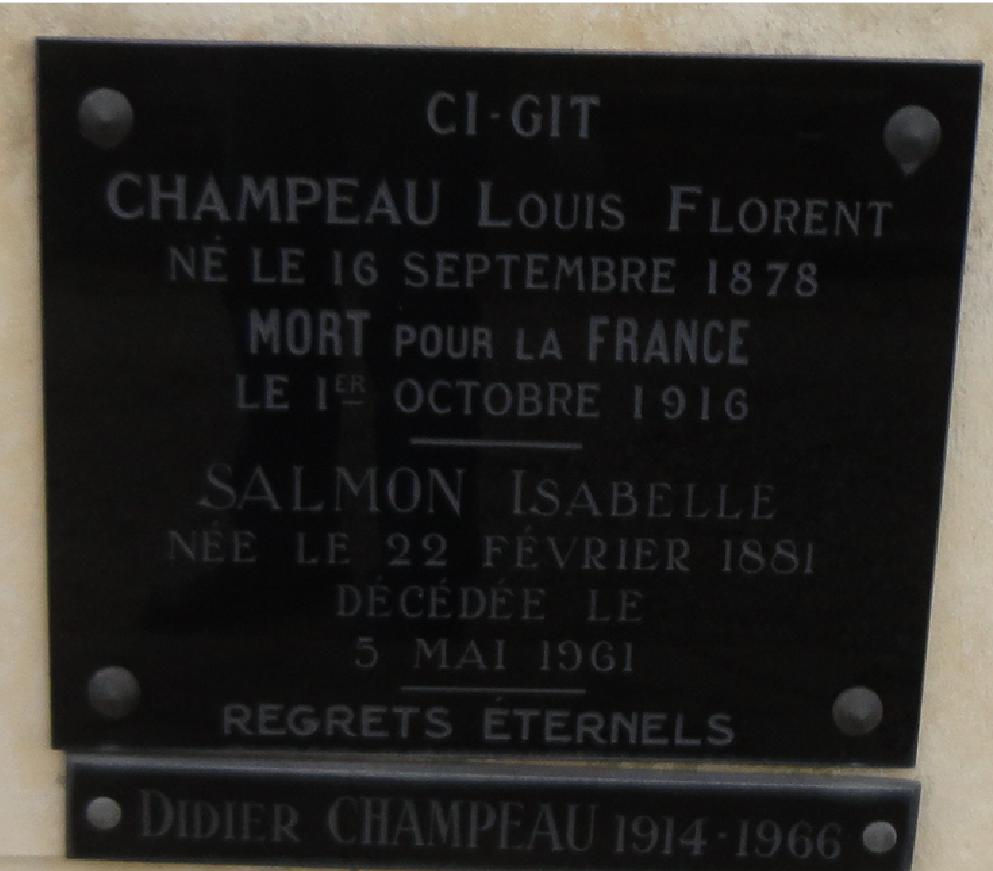 CI-GIT
CHAMPEAU LOUIS FLORENT
NÉ LE 16 SEPTEMBRE 1878
MORT POUR LA FRANCE
LE 1ER OCTOBRE 1916
SALMON ISABELLE
NÉE LE 22 FÉVRIER 1881
DÉCÉDÉE LE
5 MAI 1961
REGRETS ÉTERNELS
DIDIER CHAMPEAU 1914-1966